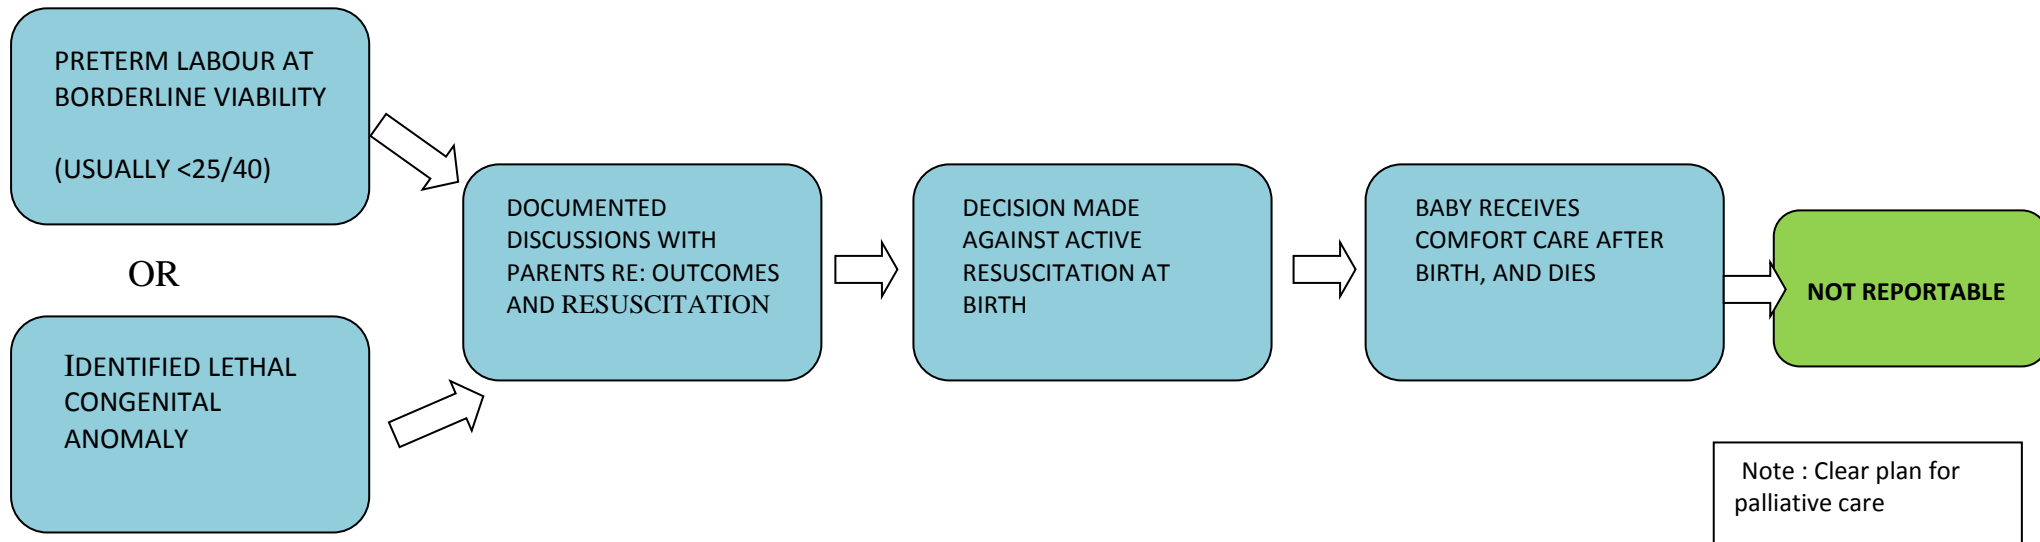 PRETERM LABOUR AT
BORDERLINE VIABILITY
(USUALLY <25/40)
OR
IDENTIFIED LETHAL
CONGENITAL
ANOMALY
DOCUMENTED
DISCUSSIONS WITH
PARENTS RE: OUTCOMES
AND RESUSCITATION
DECISION MADE
AGAINST ACTIVE
RESUSCITATION AT
BIRTH
BABY RECEIVES
COMFORT CARE AFTER
BIRTH, AND DIES
NOT REPORTABLE
Note : Clear plan for
palliative care